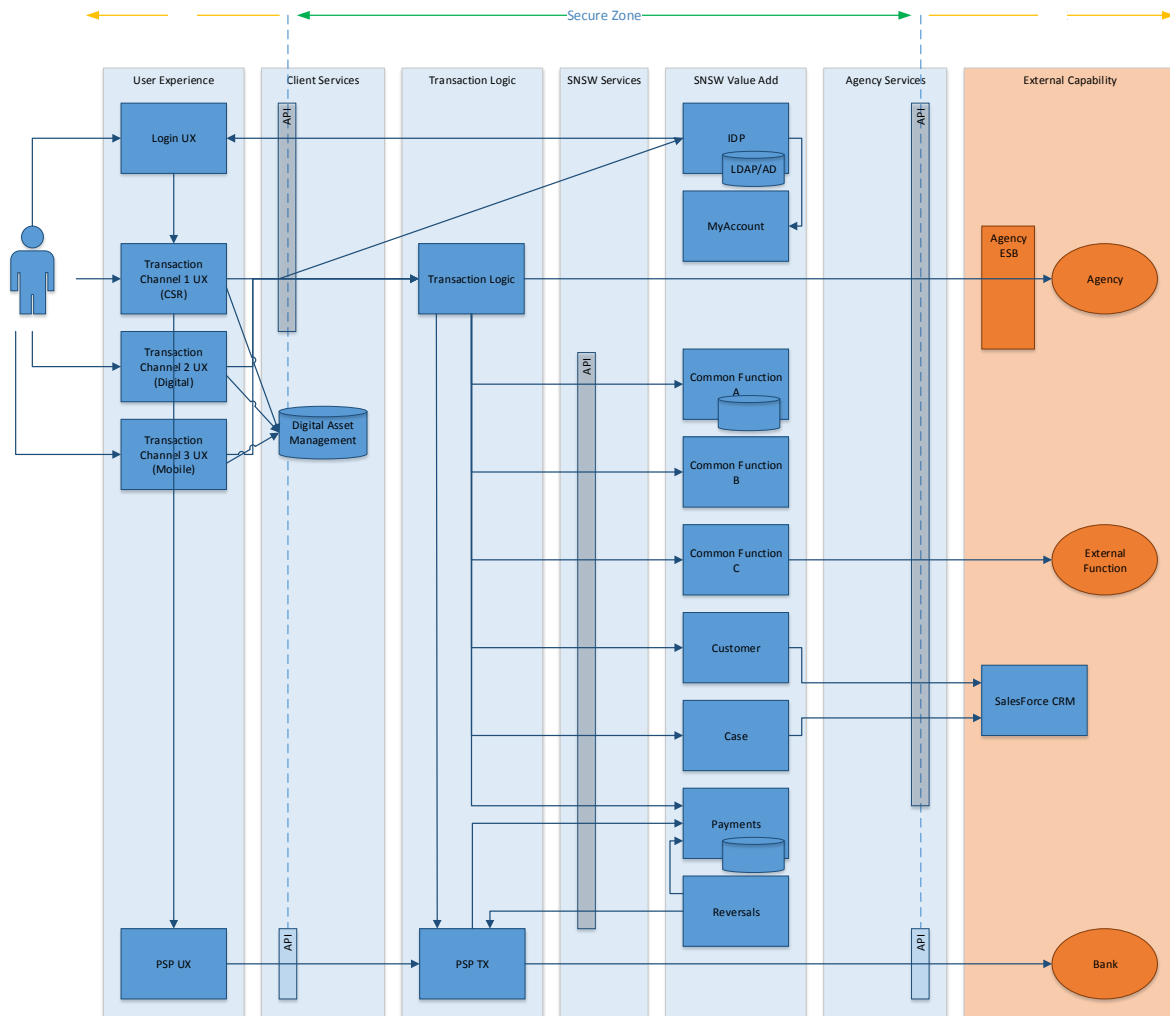 Secure Zone
User Experience
Client Services
Transaction Logic
SNSW Services
SNSW Value Add
Agency Services
External Capability
API
API
Login UX
IDP
LDAP/AD
MyAccount
Agency
ESB
Transaction
Channel 1 UX
(CSR)
Transaction Logic
Agency
Transaction
Channel 2 UX
(Digital)
API
Common Function
A
Digital Asset
Management
Transaction
Channel 3 UX
(Mobile)
Common Function
B
Common Function
C
External
Function
Customer
SalesForce CRM
Case
Payments
Reversals
API
API
PSP UX
PSP TX
Bank